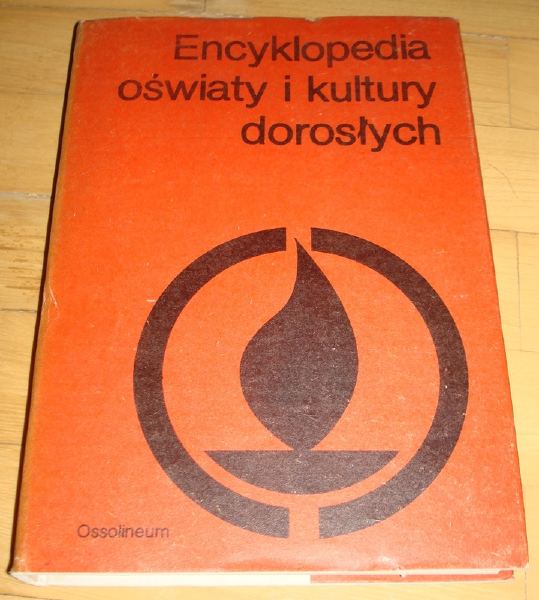 Encyklopedia
oświaty i kultury
dorosłych
Ossolineum